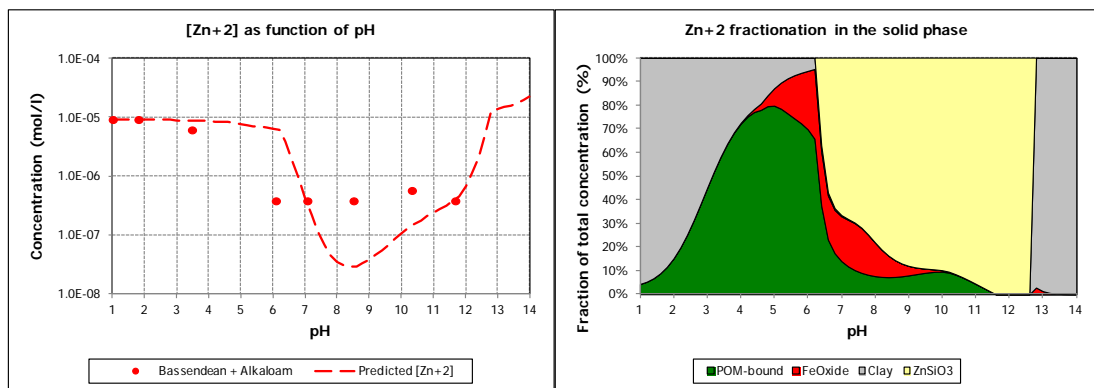 [Zn+2] as function of pH
Concentration (mol/l)
1.0E-04
1.0E-05
1.0E-06
1.0E-07
1.0E-08
1 2 3 4 5 6 7 8 9 10 11 12 13 14
pH
Bassendean + Alkaloam
Predicted [Zn+2]
Zn+2 fractionation in the solid phase
Fraction of total concentration (%)
100%
90%
80%
70%
60%
50%
40%
30%
20%
10%
0%
1 2 3 4 5 6 7 8 9 10 11 12 13 14
pH
POM-bound
FeOxide
Clay
ZnSiO3